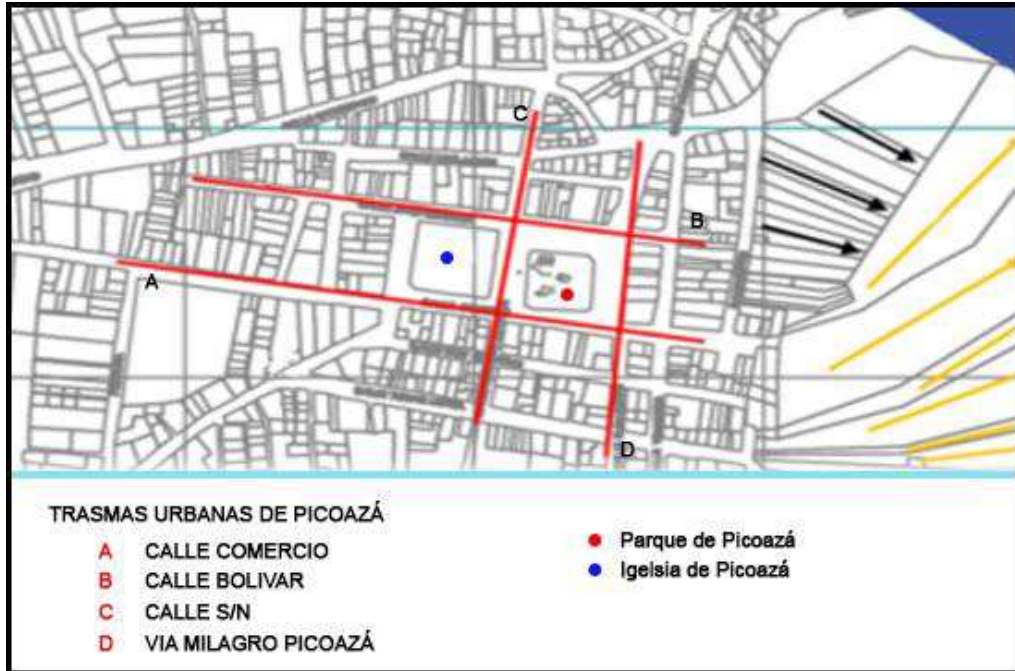 C
B
A
D
TRASMAS URBANAS DE PICOAZÁ
A CALLE COMERCIO
B CALLE BOLIVAR
C CALLE S/N
D VIA MILAGRO PICOAZÁ
Parque de Picoazá
Igelsia de Picoazá